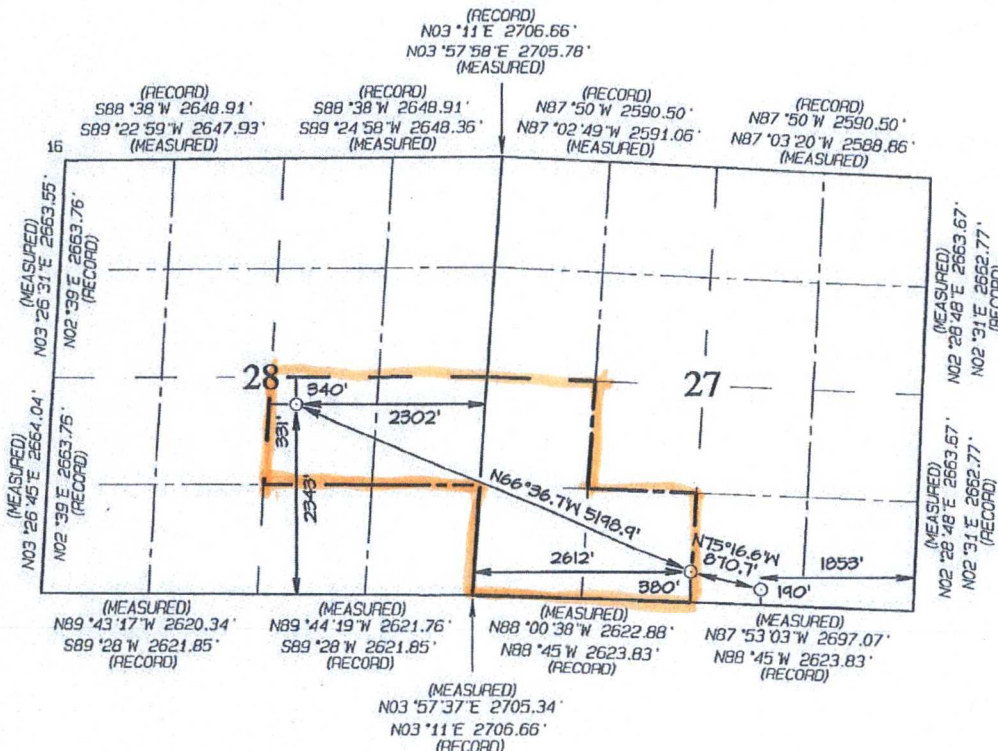 (RECORD)
N03 °11'E 2706.66'
N03 °57'58"E 2705.78'
(MEASURED)
(RECORD)
S88 °38'W 2648.91'
S89 °22'59"W 2647.93'
(MEASURED)
(RECORD)
S88 °38'W 2648.91'
S89 °24'58"W 2648.36'
(MEASURED)
(RECORD)
N87 °50'W 2590.50'
N87 °02'49"W 2591.06'
(MEASURED)
(RECORD)
N87 °50'W 2590.50'
N87 °03'20"W 2588.86'
(MEASURED)
16
(MEASURED)
N03 °26'31"E 2663.55'
N02 °39'E 2663.76'
(RECORD)
(MEASURED)
N02 °28'48"E 2663.67'
N02 °31'E 2662.77'
(RECORD)
28
27
340'
2302'
331'
2343'
N66°36.7'W 5198.9'
N75°16.6'W
870.7'
2612'
380'
190'
1853'
(MEASURED)
N03 °26'45"E 2664.04'
N02 °39'E 2663.76'
(RECORD)
(MEASURED)
N02 °28'48"E 2663.67'
N02 °31'E 2662.77'
(RECORD)
(MEASURED)
N89 °43'17"W 2620.34'
S89 °28'W 2621.85'
(RECORD)
(MEASURED)
N89 °44'19"W 2621.76'
S89 °28'W 2621.85'
(RECORD)
(MEASURED)
N88 °00'38"W 2622.88'
N88 °45'W 2623.83'
(RECORD)
(MEASURED)
N87 °53'03"W 2697.07'
N88 °45'W 2623.83'
(RECORD)
(MEASURED)
N03 °57'37"E 2705.34'
N03 °11'E 2706.66'
(RECORD)